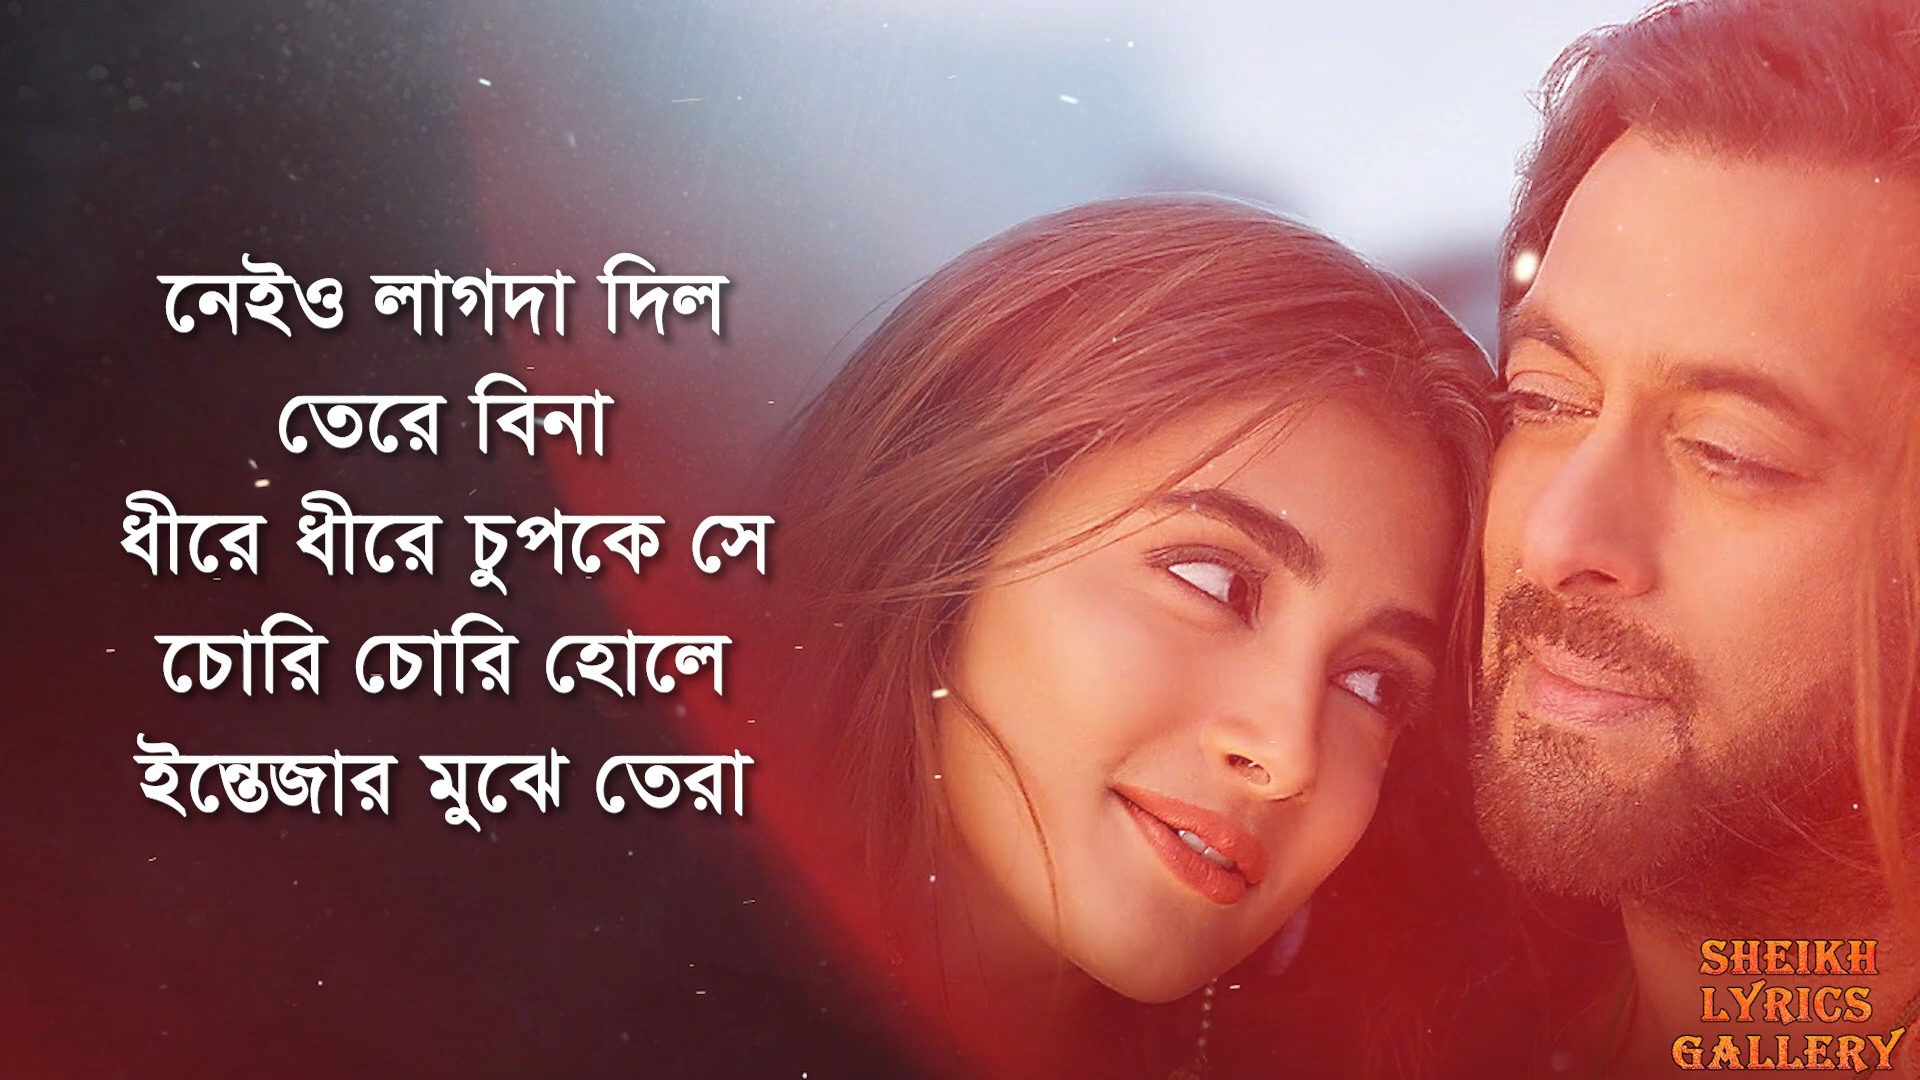 নেইও লাগদা দিল
তেরে বিনা
ধীরে ধীরে চুপকে সে
চোরি চোরি হোলে
ইন্তেজার মুঝে তেরা
SHEIKH
LYRICS
GALLERY